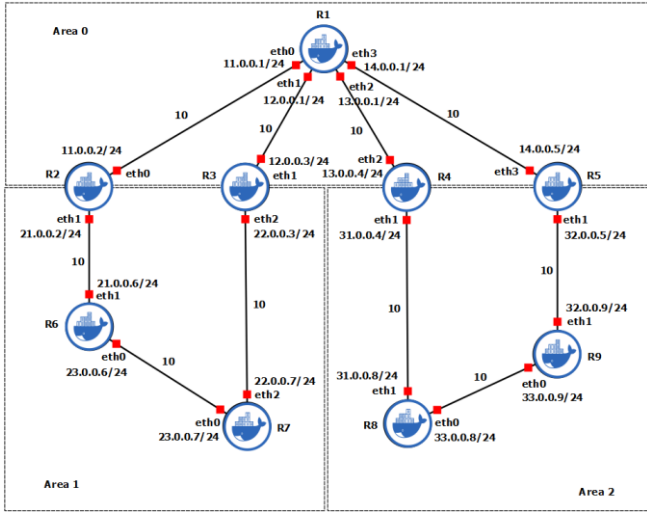 R1
Area 0
eth0
11.0.0.1/24
eth3
14.0.0.1/24
eth1
12.0.0.1/24
eth2
13.0.0.1/24
10
10
10
10
11.0.0.2/24
R2
eth0
12.0.0.3/24
R3
eth1
eth2
13.0.0.4/24
R4
14.0.0.5/24
eth3
R5
eth1
21.0.0.2/24
eth2
22.0.0.3/24
eth1
31.0.0.4/24
eth1
32.0.0.5/24
10
10
10
10
21.0.0.6/24
eth1
R6
eth0
23.0.0.6/24
10
32.0.0.9/24
eth1
R9
eth0
33.0.0.9/24
10
22.0.0.7/24
eth2
eth0
23.0.0.7/24
R7
31.0.0.8/24
eth1
R8
eth0
33.0.0.8/24
Area 1
Area 2